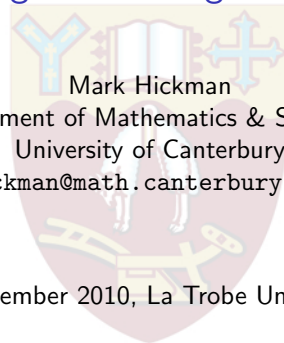 Mark Hickman
ment of Mathematics & S
University of Canterbury
ckman@math.canterbury
ember 2010, La Trobe Un